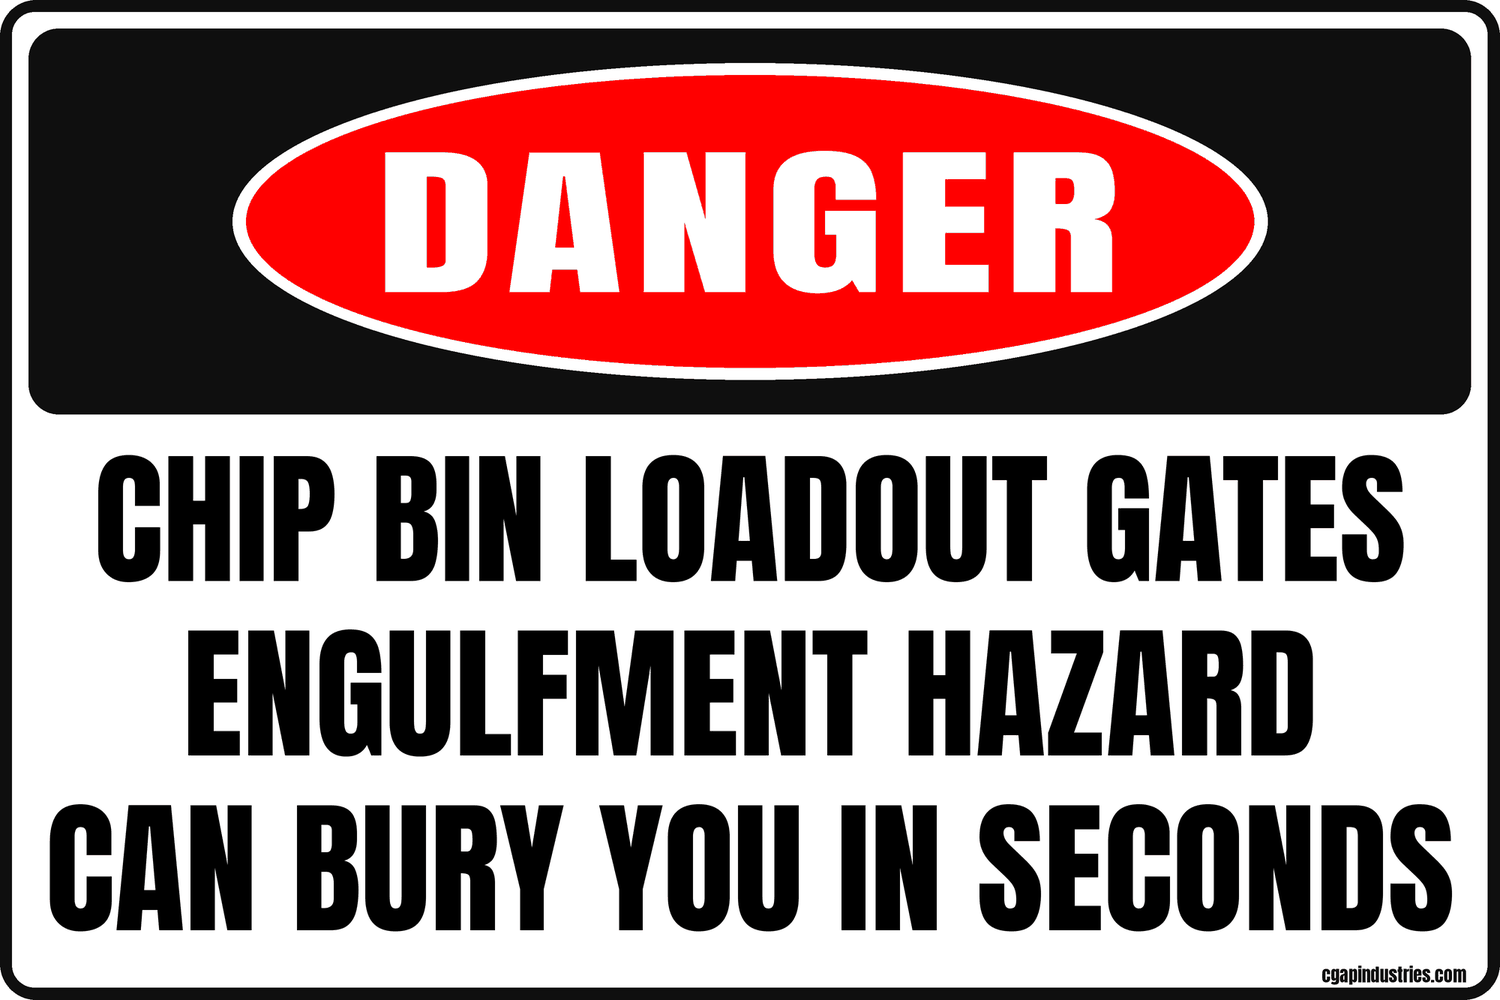 DANGER
CHIP BIN LOADOUT GATES
ENGULFMENT HAZARD
CAN BURY YOU IN SECONDS
cgapindustries.com